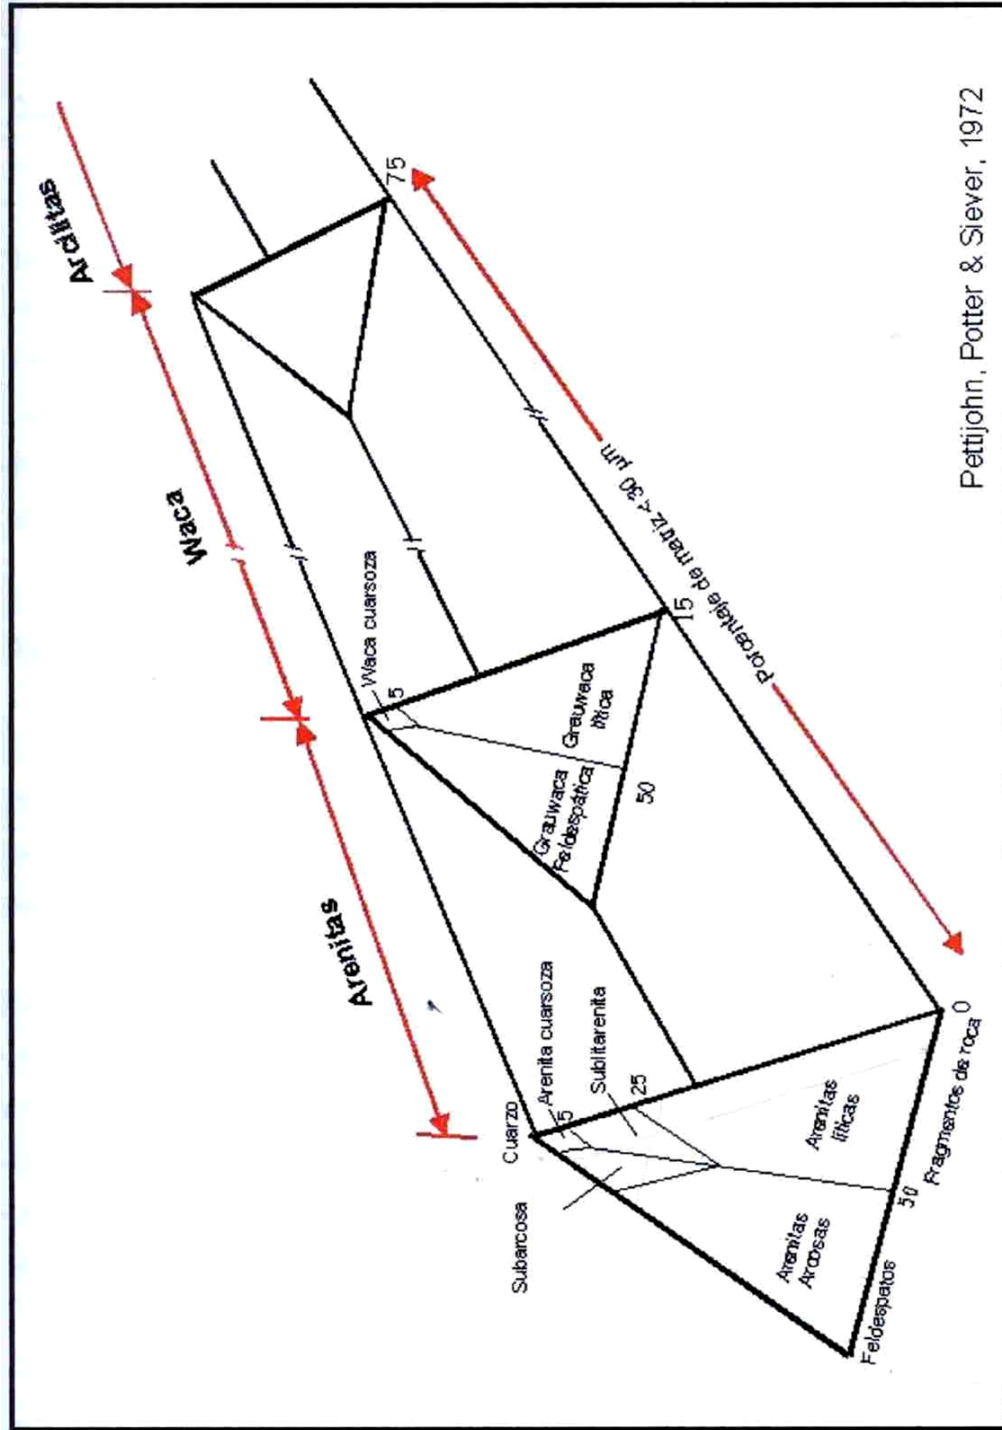 Arcilitas
Waca
Arenitas
75
Porcentaje de matriz < 30 µm
15
Waca cuarsoza
5
Grauwaca
lítica
Grauwaca
Feldespática
50
Cuarzo
Arenita cuarsoza
5
Sublitarenita
25
Subarcosa
Arenitas
líticas
Arenitas
Arcosas
50
0
Fragmentos de roca
Feldespatos
Pettijohn, Potter & Siever, 1972